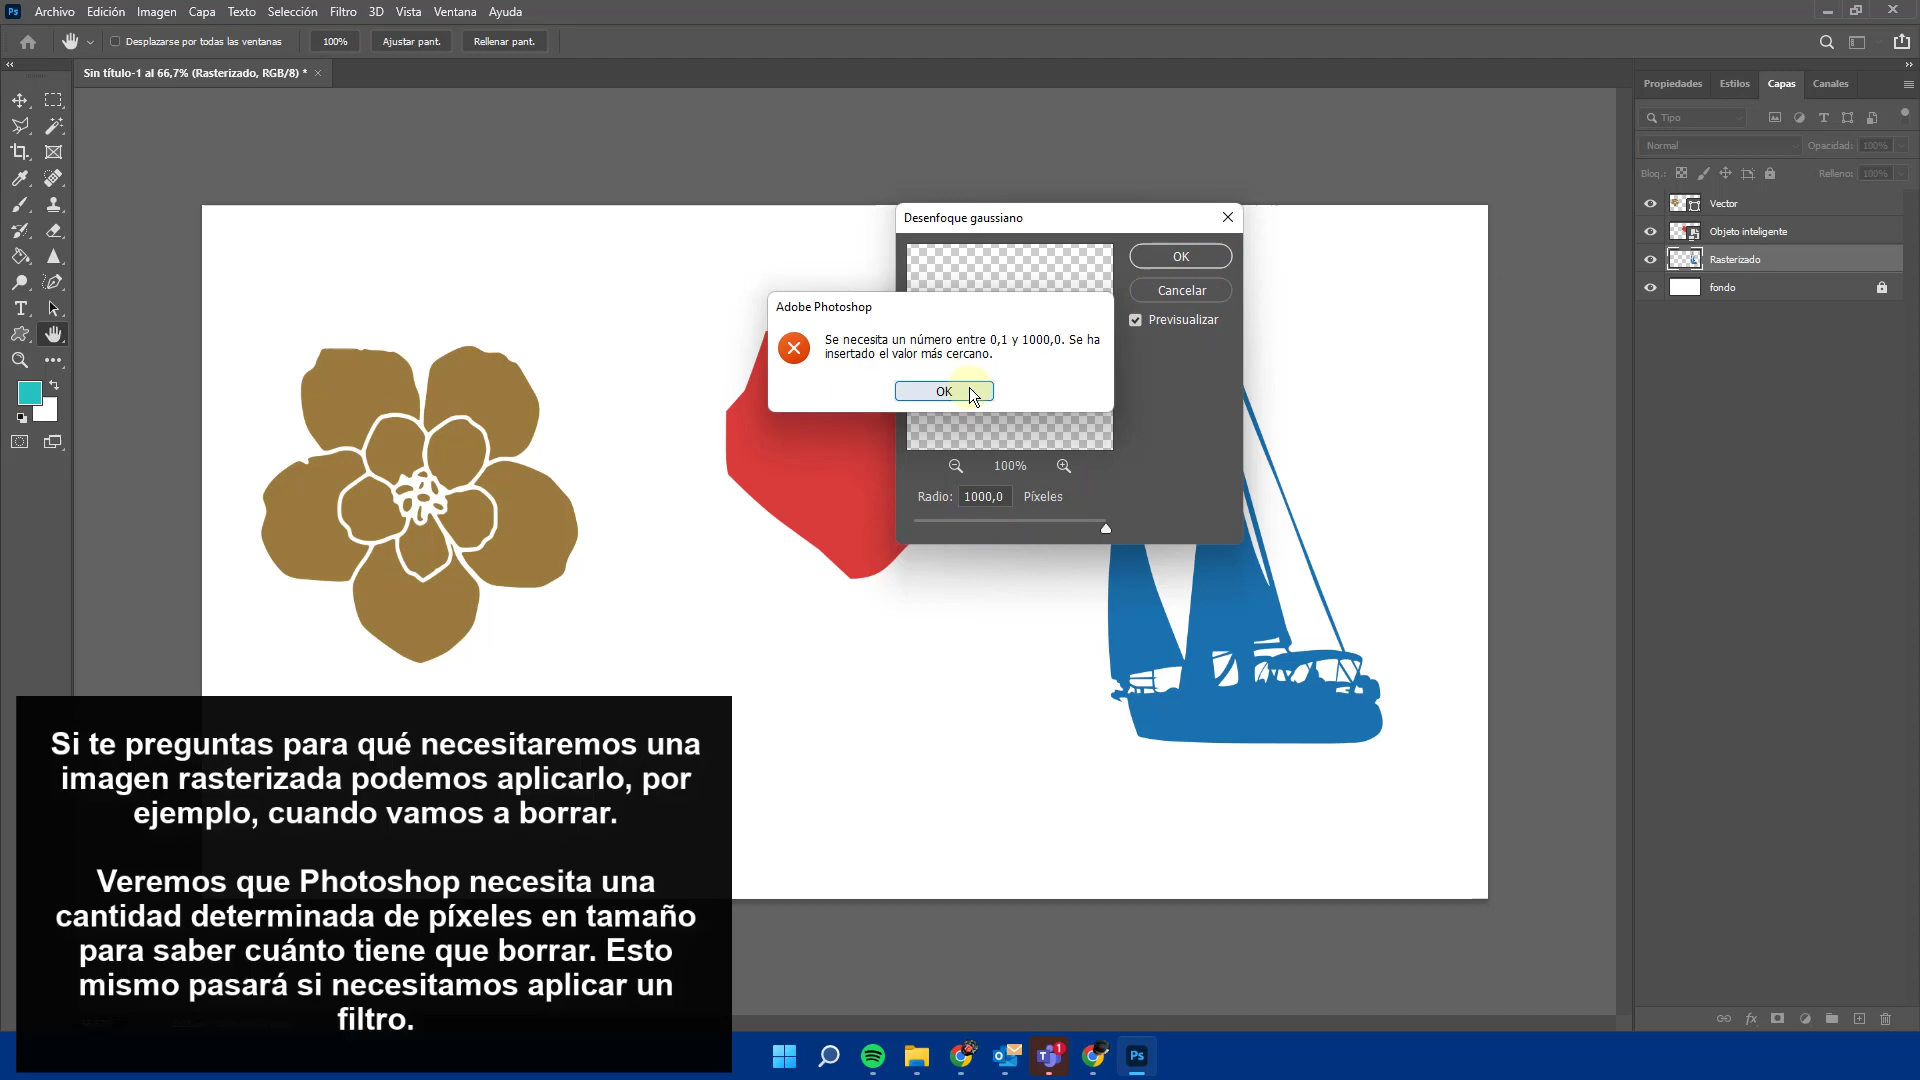 Ps Archivo Edición Imagen Capa Texto Selección Filtro 3D Vista Ventana Ayuda
Desplazarse por todas las ventanas 100% Ajustar pant. Rellenar pant.
Sin título-1 al 66,7% (Rasterizado, RGB/8) * ×
Propiedades Estilos Capas Canales
Tipo
Normal Opacidad: 100%
Bloq.: Relleno: 100%
Vector
Objeto inteligente
Rasterizado
fondo
Desenfoque gaussiano
OK
Cancelar
Previsualizar
Adobe Photoshop
Se necesita un número entre 0,1 y 1000,0. Se ha
insertado el valor más cercano.
OK
100%
Radio: 1000,0 Píxeles
Si te preguntas para qué necesitaremos una
imagen rasterizada podemos aplicarlo, por
ejemplo, cuando vamos a borrar.
Veremos que Photoshop necesita una
cantidad determinada de píxeles en tamaño
para saber cuánto tiene que borrar. Esto
mismo pasará si necesitamos aplicar un
filtro.
fx
1
Ps